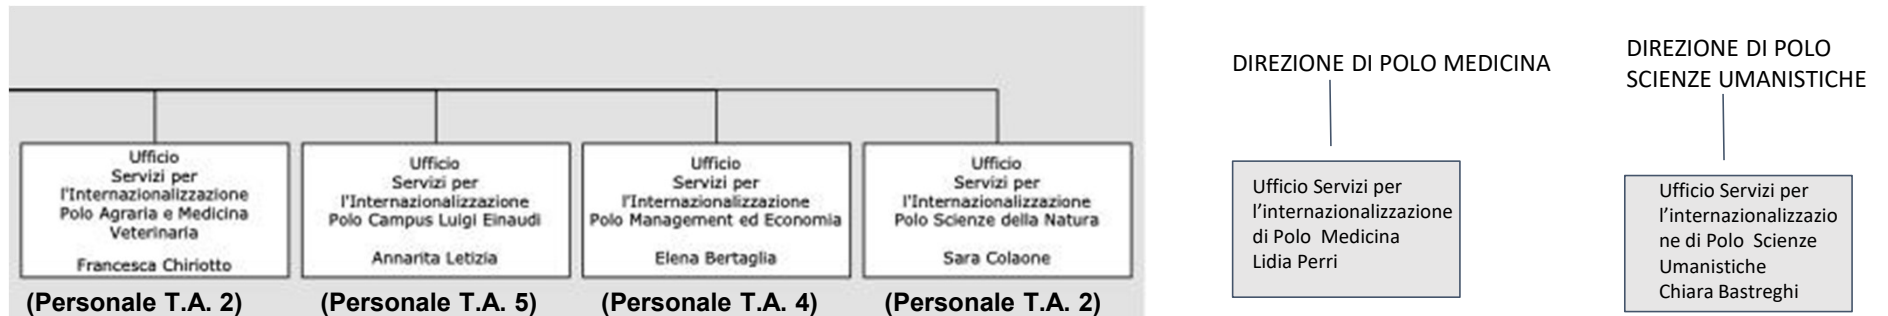 Ufficio
Servizi per
l'Internazionalizzazione
Polo Agraria e Medicina
Veterinaria
Francesca Chiriotto
(Personale T.A. 2)
Ufficio
Servizi per
l'Internazionalizzazione
Polo Campus Luigi Einaudi
Annarita Letizia
(Personale T.A. 5)
Ufficio
Servizi per
l'Internazionalizzazione
Polo Management ed Economia
Elena Bertaglia
(Personale T.A. 4)
Ufficio
Servizi per
l'Internazionalizzazione
Polo Scienze della Natura
Sara Colaone
(Personale T.A. 2)
DIREZIONE DI POLO MEDICINA
Ufficio Servizi per
l’internazionalizzazione
di Polo Medicina
Lidia Perri
DIREZIONE DI POLO
SCIENZE UMANISTICHE
Ufficio Servizi per
l’internazionalizzazio
ne di Polo Scienze
Umanistiche
Chiara Bastreghi